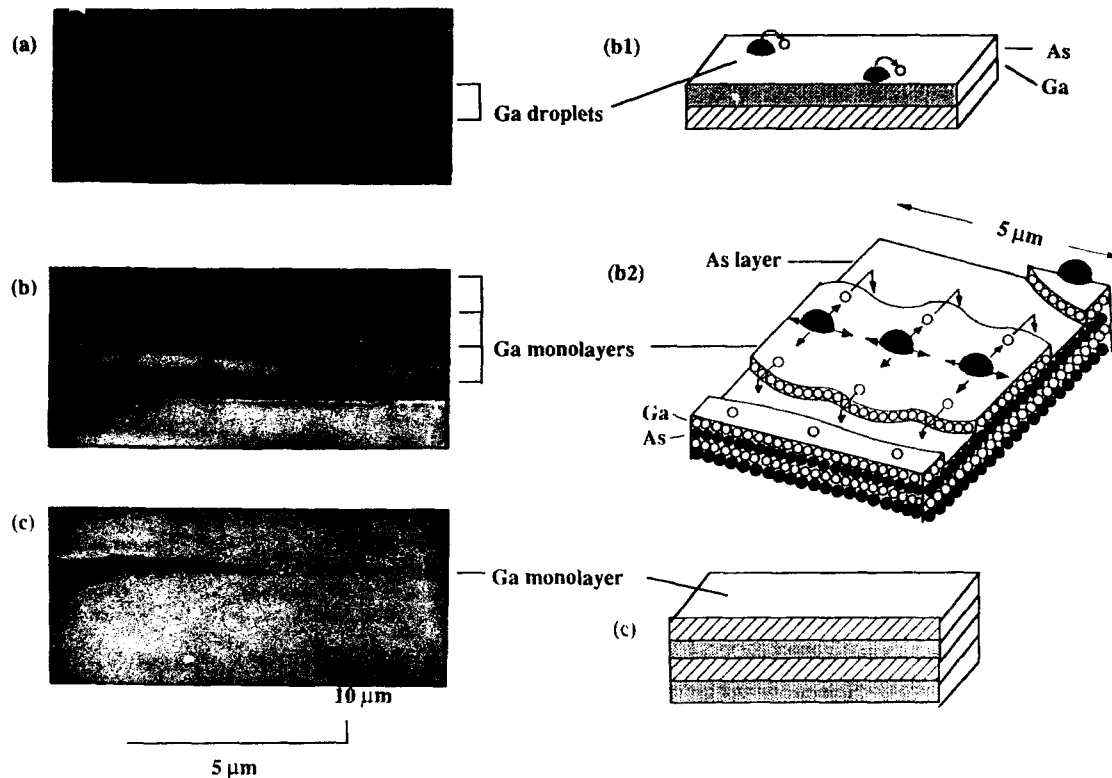 (a)
Ga droplets
(b1)
As
Ga
(b)
Ga monolayers
(b2)
5 µm
As layer
Ga
As
(c)
Ga monolayer
(c)
10 µm
5 µm